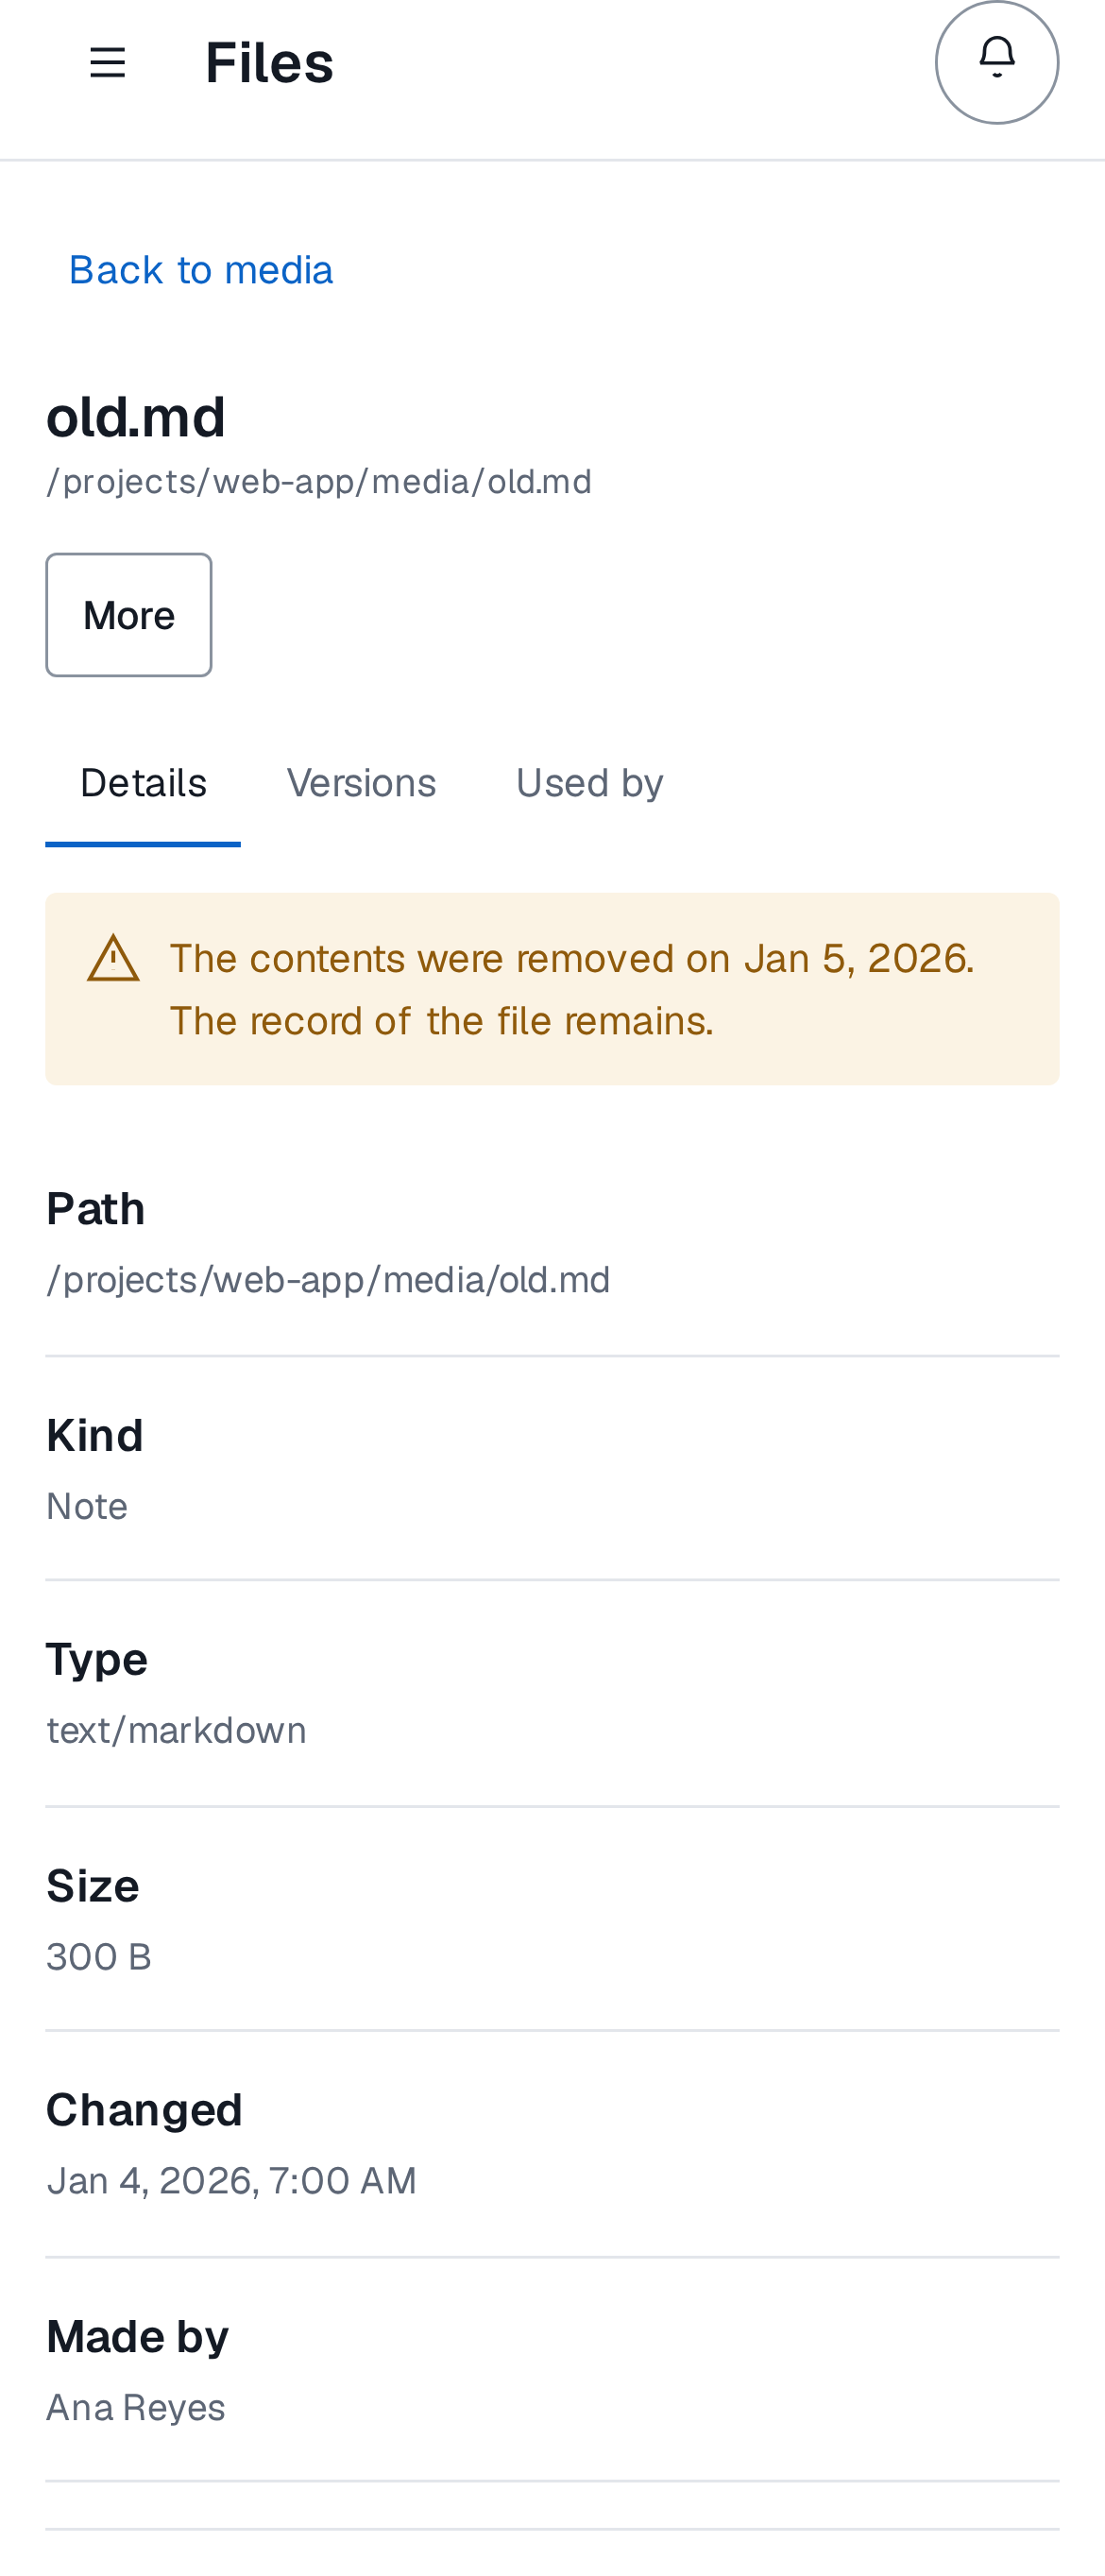 Files
Back to media
old.md
/projects/web-app/media/old.md
More
Details Versions Used by
The contents were removed on Jan 5, 2026.
The record of the file remains.
Path
/projects/web-app/media/old.md
Kind
Note
Type
text/markdown
Size
300 B
Changed
Jan 4, 2026, 7:00 AM
Made by
Ana Reyes